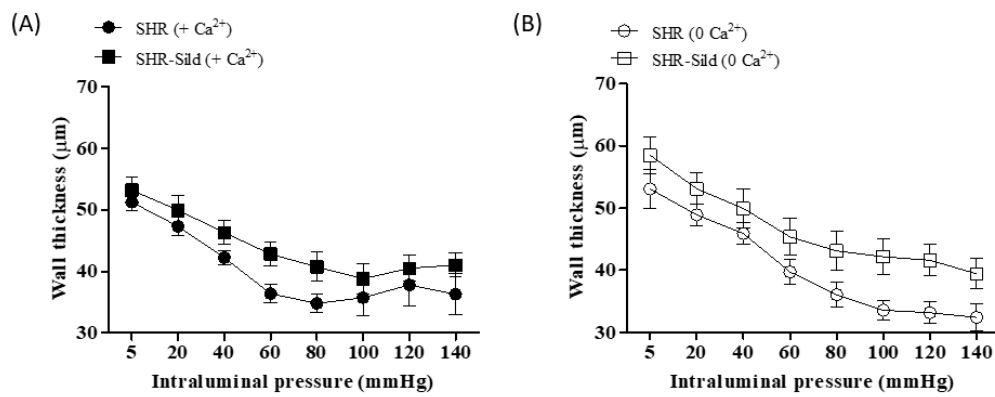 (A)
SHR (+ Ca²⁺)
SHR-Sild (+ Ca²⁺)
70
60
50
40
30
Wall thickness (μm)
5 20 40 60 80 100 120 140
Intraluminal pressure (mmHg)
(B)
SHR (0 Ca²⁺)
SHR-Sild (0 Ca²⁺)
70
60
50
40
30
Wall thickness (μm)
5 20 40 60 80 100 120 140
Intraluminal pressure (mmHg)